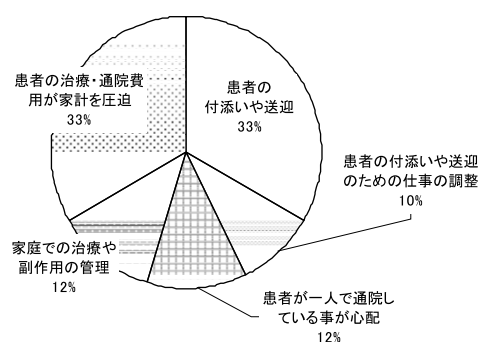 患者の
付添いや送迎
33%
患者の付添いや送迎
のための仕事の調整
10%
患者が一人で通院し
ている事が心配
12%
家庭での治療や
副作用の管理
12%
患者の治療・通院費
用が家計を圧迫
33%